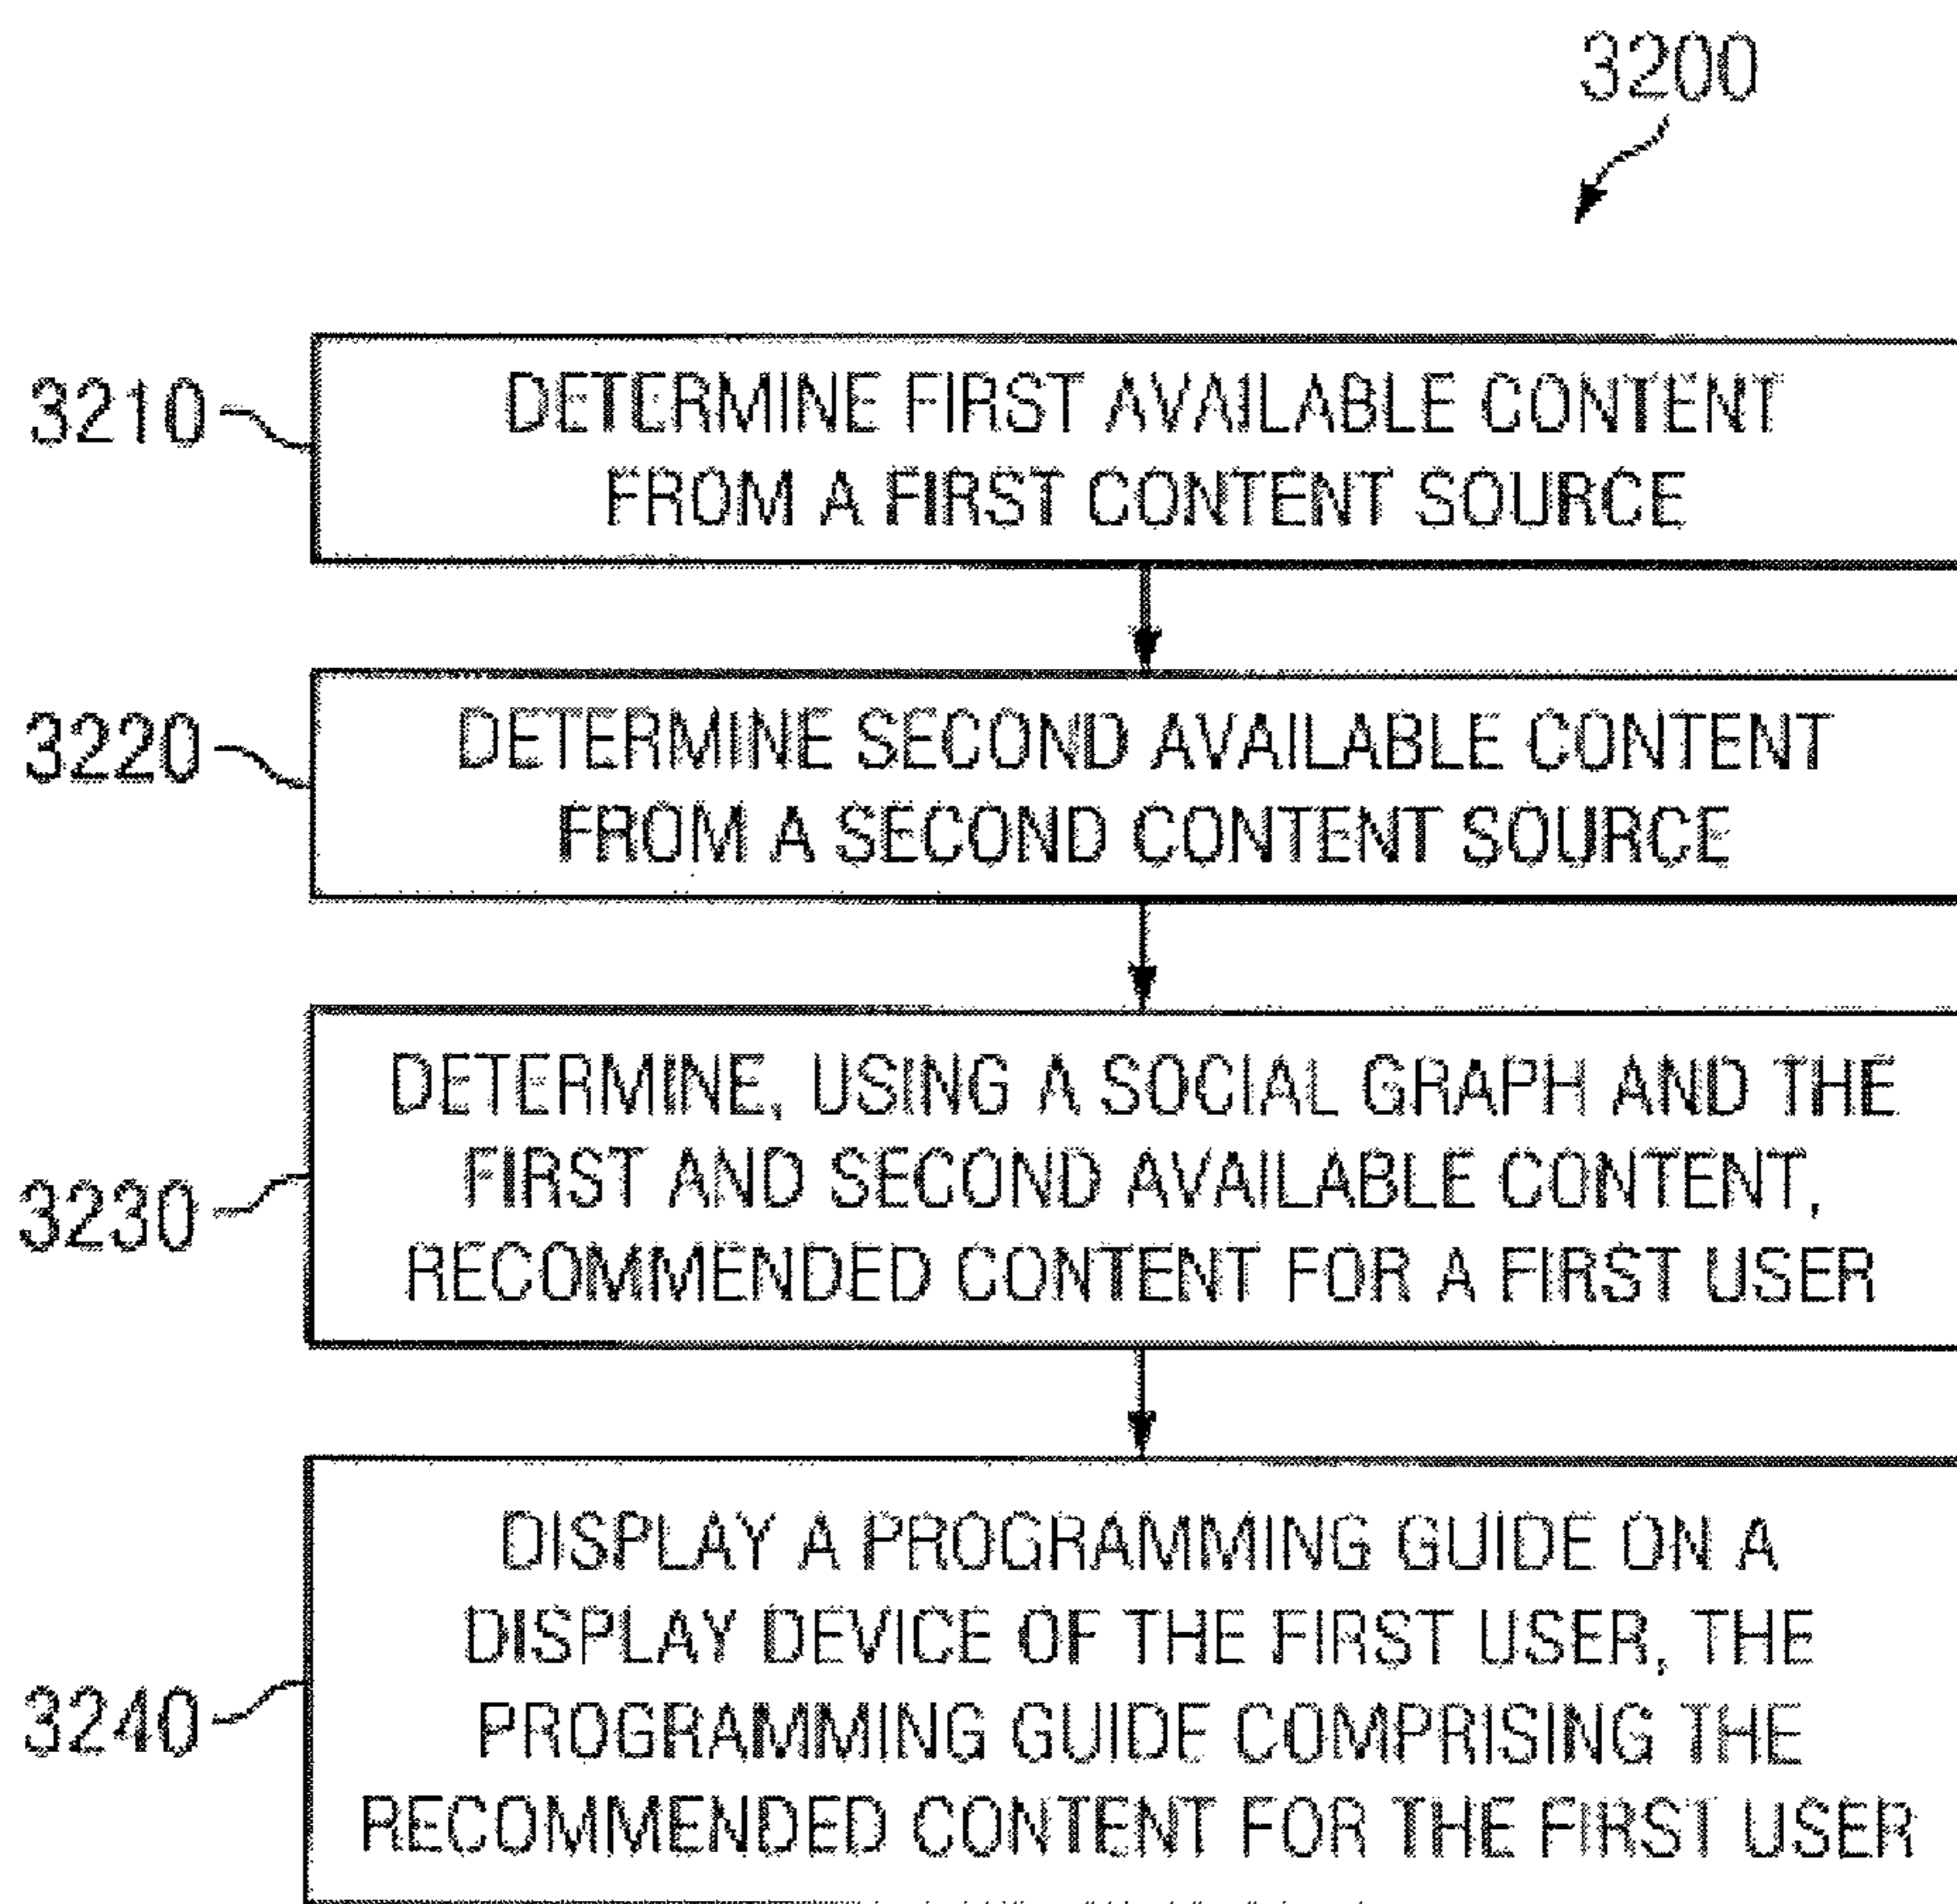 3200
3210
DETERMINE FIRST AVAILABLE CONTENT
FROM A FIRST CONTENT SOURCE
3220
DETERMINE SECOND AVAILABLE CONTENT
FROM A SECOND CONTENT SOURCE
3230
DETERMINE, USING A SOCIAL GRAPH AND THE
FIRST AND SECOND AVAILABLE CONTENT,
RECOMMENDED CONTENT FOR A FIRST USER
3240
DISPLAY A PROGRAMMING GUIDE ON A
DISPLAY DEVICE OF THE FIRST USER, THE
PROGRAMMING GUIDE COMPRISING THE
RECOMMENDED CONTENT FOR THE FIRST USER